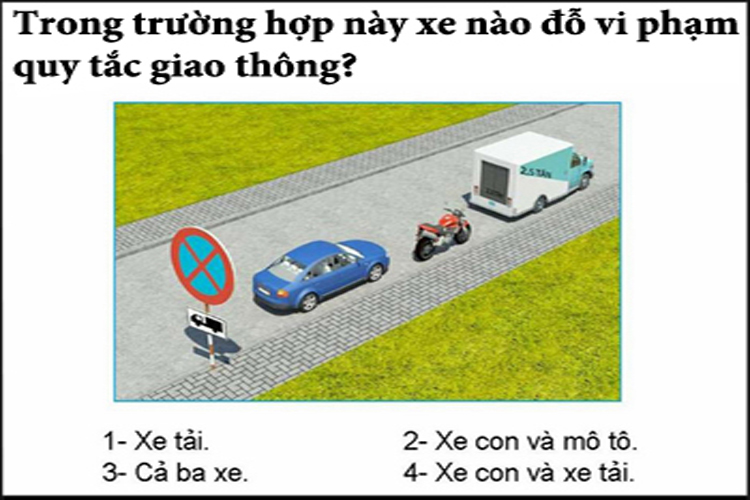 Trong trường hợp này xe nào đỗ vi phạm
quy tắc giao thông?
2.5 TẤN
1- Xe tải.
2- Xe con và mô tô.
3- Cả ba xe.
4- Xe con và xe tải.